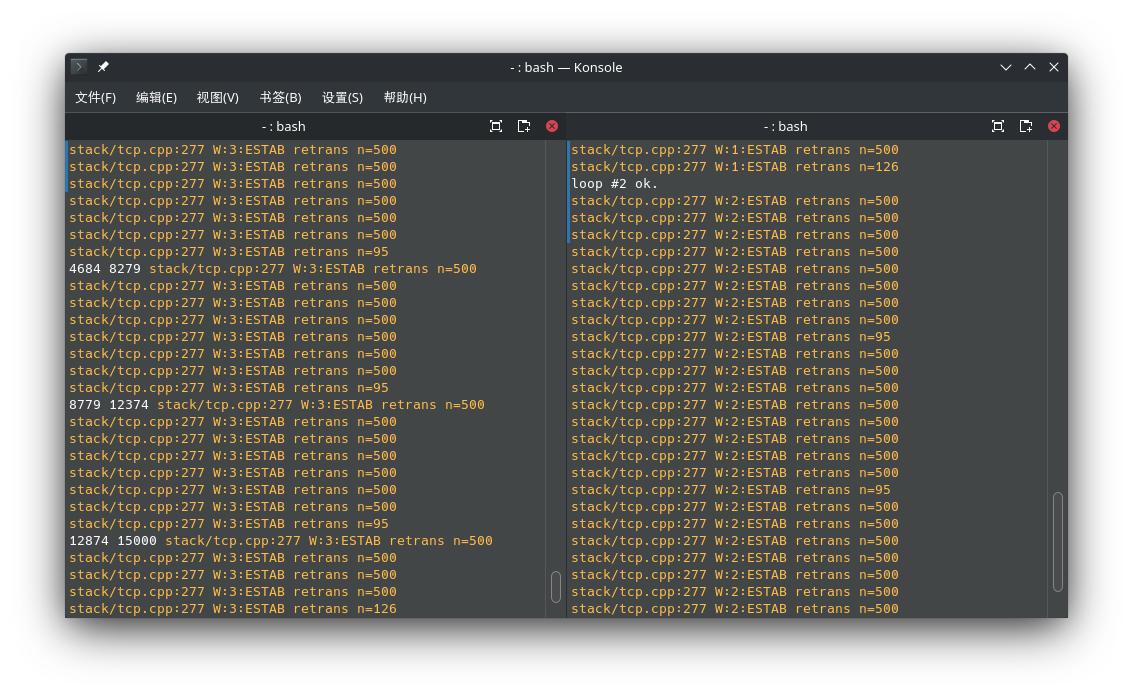 - : bash — Konsole
文件(F) 编辑(E) 视图(V) 书签(B) 设置(S) 帮助(H)
- : bash
stack/tcp.cpp:277 W:3:ESTAB retrans n=500
stack/tcp.cpp:277 W:3:ESTAB retrans n=500
stack/tcp.cpp:277 W:3:ESTAB retrans n=500
stack/tcp.cpp:277 W:3:ESTAB retrans n=500
stack/tcp.cpp:277 W:3:ESTAB retrans n=500
stack/tcp.cpp:277 W:3:ESTAB retrans n=500
stack/tcp.cpp:277 W:3:ESTAB retrans n=95
4684 8279 stack/tcp.cpp:277 W:3:ESTAB retrans n=500
stack/tcp.cpp:277 W:3:ESTAB retrans n=500
stack/tcp.cpp:277 W:3:ESTAB retrans n=500
stack/tcp.cpp:277 W:3:ESTAB retrans n=500
stack/tcp.cpp:277 W:3:ESTAB retrans n=500
stack/tcp.cpp:277 W:3:ESTAB retrans n=500
stack/tcp.cpp:277 W:3:ESTAB retrans n=500
stack/tcp.cpp:277 W:3:ESTAB retrans n=95
8779 12374 stack/tcp.cpp:277 W:3:ESTAB retrans n=500
stack/tcp.cpp:277 W:3:ESTAB retrans n=500
stack/tcp.cpp:277 W:3:ESTAB retrans n=500
stack/tcp.cpp:277 W:3:ESTAB retrans n=500
stack/tcp.cpp:277 W:3:ESTAB retrans n=500
stack/tcp.cpp:277 W:3:ESTAB retrans n=500
stack/tcp.cpp:277 W:3:ESTAB retrans n=500
stack/tcp.cpp:277 W:3:ESTAB retrans n=95
12874 15000 stack/tcp.cpp:277 W:3:ESTAB retrans n=500
stack/tcp.cpp:277 W:3:ESTAB retrans n=500
stack/tcp.cpp:277 W:3:ESTAB retrans n=500
stack/tcp.cpp:277 W:3:ESTAB retrans n=500
stack/tcp.cpp:277 W:3:ESTAB retrans n=126
- : bash
stack/tcp.cpp:277 W:1:ESTAB retrans n=500
stack/tcp.cpp:277 W:1:ESTAB retrans n=126
loop #2 ok.
stack/tcp.cpp:277 W:2:ESTAB retrans n=500
stack/tcp.cpp:277 W:2:ESTAB retrans n=500
stack/tcp.cpp:277 W:2:ESTAB retrans n=500
stack/tcp.cpp:277 W:2:ESTAB retrans n=500
stack/tcp.cpp:277 W:2:ESTAB retrans n=500
stack/tcp.cpp:277 W:2:ESTAB retrans n=500
stack/tcp.cpp:277 W:2:ESTAB retrans n=500
stack/tcp.cpp:277 W:2:ESTAB retrans n=500
stack/tcp.cpp:277 W:2:ESTAB retrans n=95
stack/tcp.cpp:277 W:2:ESTAB retrans n=500
stack/tcp.cpp:277 W:2:ESTAB retrans n=500
stack/tcp.cpp:277 W:2:ESTAB retrans n=500
stack/tcp.cpp:277 W:2:ESTAB retrans n=500
stack/tcp.cpp:277 W:2:ESTAB retrans n=500
stack/tcp.cpp:277 W:2:ESTAB retrans n=500
stack/tcp.cpp:277 W:2:ESTAB retrans n=500
stack/tcp.cpp:277 W:2:ESTAB retrans n=500
stack/tcp.cpp:277 W:2:ESTAB retrans n=95
stack/tcp.cpp:277 W:2:ESTAB retrans n=500
stack/tcp.cpp:277 W:2:ESTAB retrans n=500
stack/tcp.cpp:277 W:2:ESTAB retrans n=500
stack/tcp.cpp:277 W:2:ESTAB retrans n=500
stack/tcp.cpp:277 W:2:ESTAB retrans n=500
stack/tcp.cpp:277 W:2:ESTAB retrans n=500
stack/tcp.cpp:277 W:2:ESTAB retrans n=500